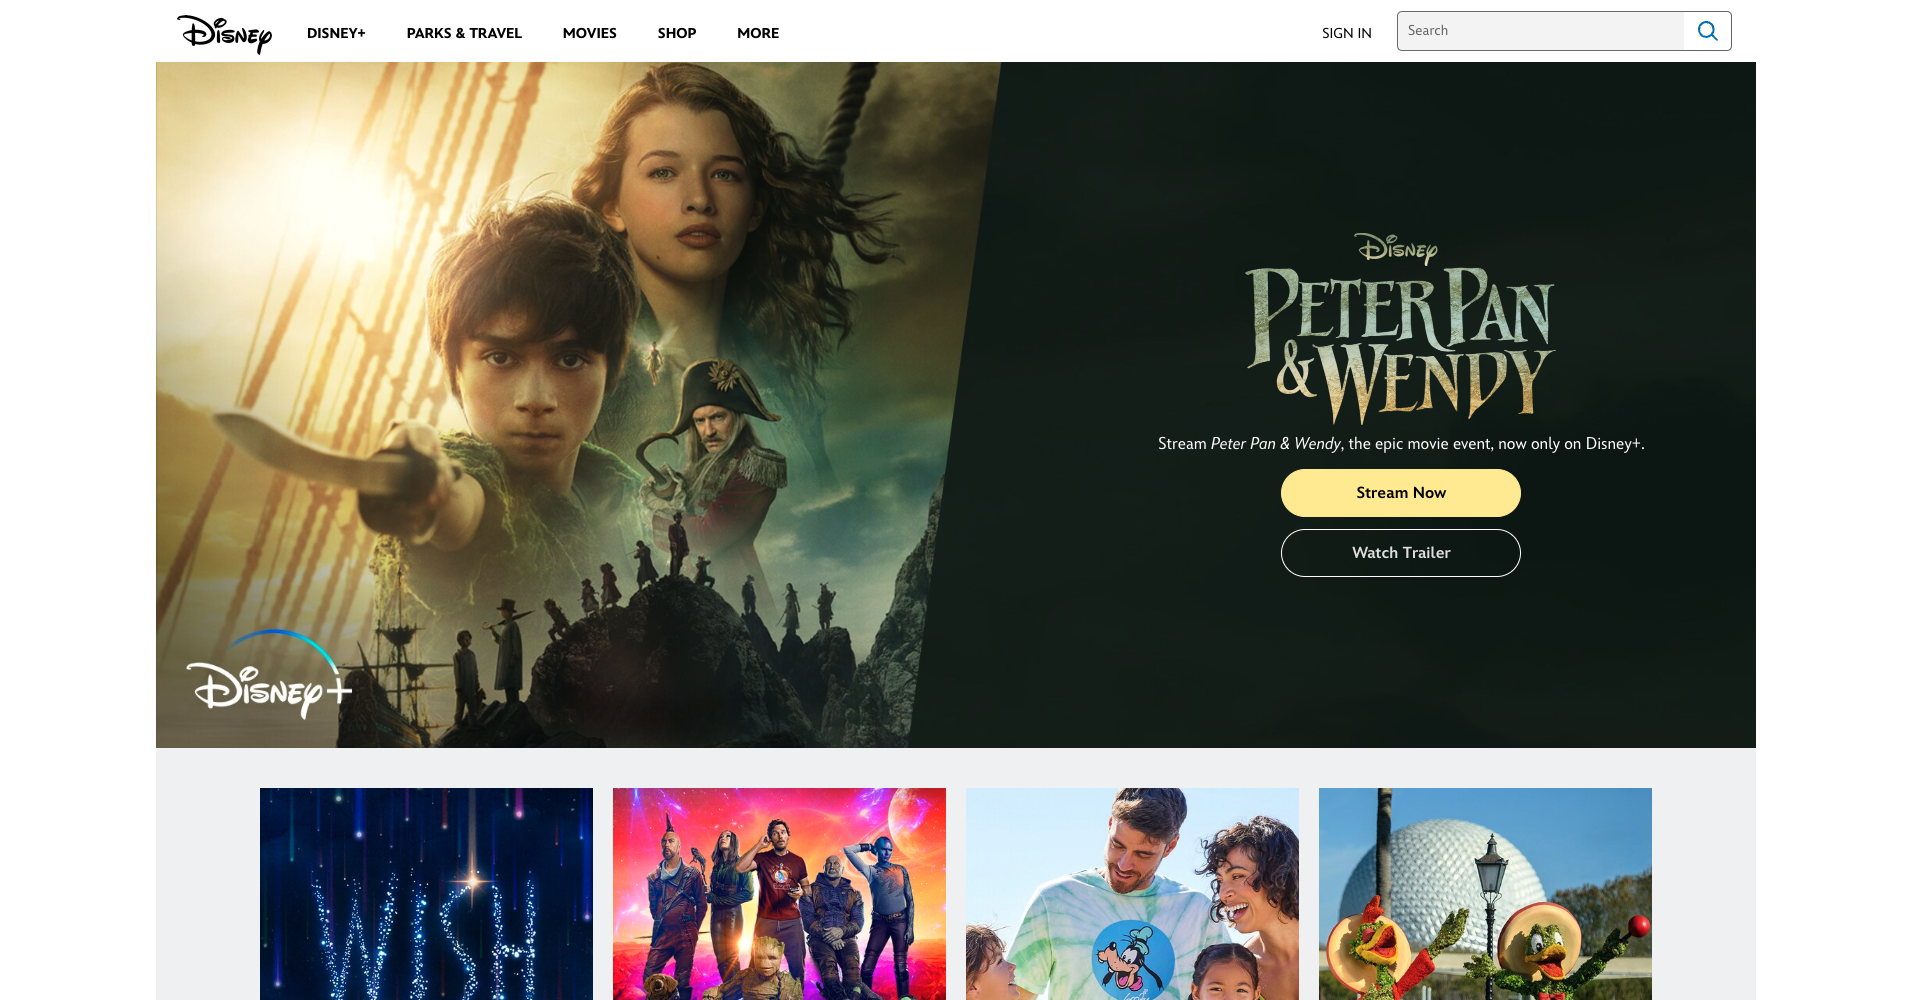 Disney
DISNEY+
PARKS & TRAVEL
MOVIES
SHOP
MORE
SIGN IN
Search
Disney
PETER PAN
& WENDY
Stream Peter Pan & Wendy, the epic movie event, now only on Disney+.
Stream Now
Watch Trailer
Disney+
WISH
Goofy